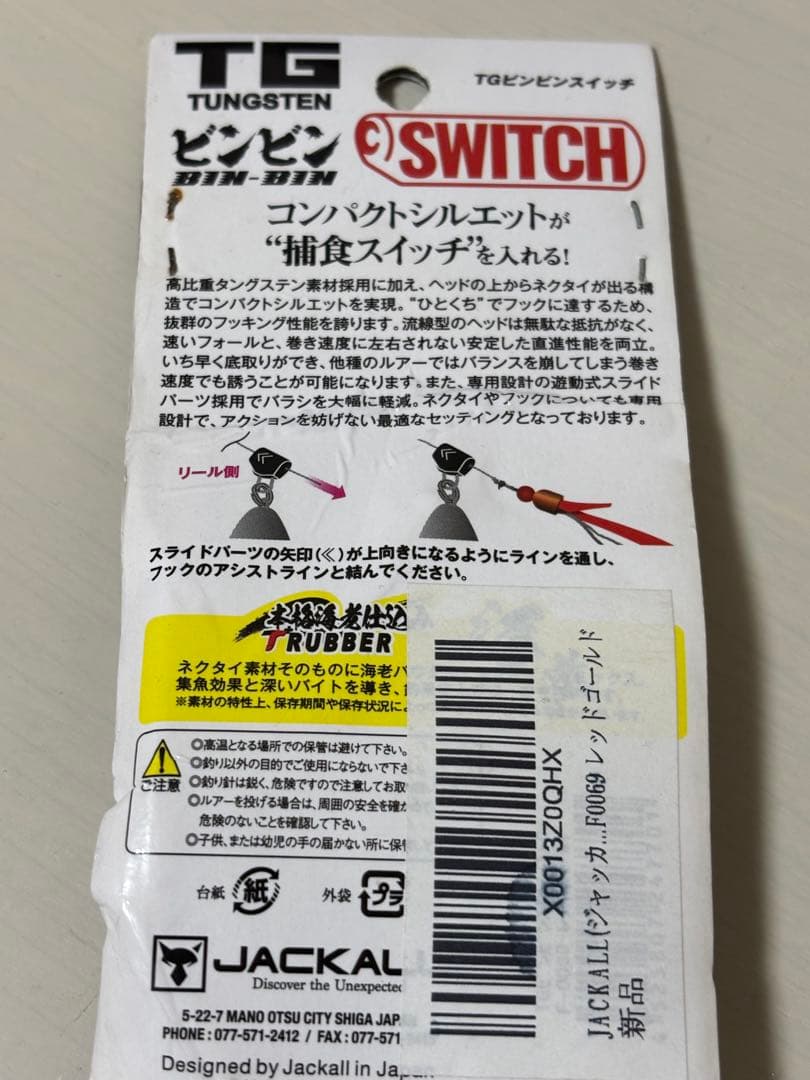 TG
TUNGSTEN
TGビンビンスイッチ
ビンビン
BIN-BIN
SWITCH
コンパクトシルエットが
“捕食スイッチ”を入れる!
高比重タングステン素材採用に加え、ヘッドの上からネクタイが出る構
造でコンパクトシルエットを実現。“ひとくち”でフックに達するため、
抜群のフッキング性能を誇ります。流線型のヘッドは無駄な抵抗がなく、
速いフォールと、巻き速度に左右されない安定した直進性能を両立。
いち早く底取りができ、他種のルアーではバランスを崩してしまう巻き
速度でも誘うことが可能になります。また、専用設計の遊動式スライド
パーツ採用でバラシを大幅に軽減。ネクタイやフックについても専用
設計で、アクションを妨げない最適なセッティングとなっております。
リール側
スライドパーツの矢印(≪)が上向きになるようにラインを通し、
フックのアシストラインと結んでください。
本格海老仕込
T RUBBER
ネクタイ素材そのものに海老パ
集魚効果と深いバイトを導き、
※素材の特性上、保存期間や保存状況に
ご注意
◎高温となる場所での保管は避けて下さい。
◎釣り以外の目的でご使用にならないで下さ
◎釣り針は鋭く、危険ですので注意してお取
◎ルアーを投げる場合は、周囲の安全を確か
危険のないことを確認して下さい。
◎子供、または幼児の手の届かない所に保管
台紙 紙
外袋 プラ
JACKAL
Discover the Unexpected
5-22-7 MANO OTSU CITY SHIGA JAP
PHONE : 077-571-2412 / FAX : 077-571
Designed by Jackall in Japan
X0013Z0QHX
JACKALL(ジャッカ...F0069 レッドゴールド
新品